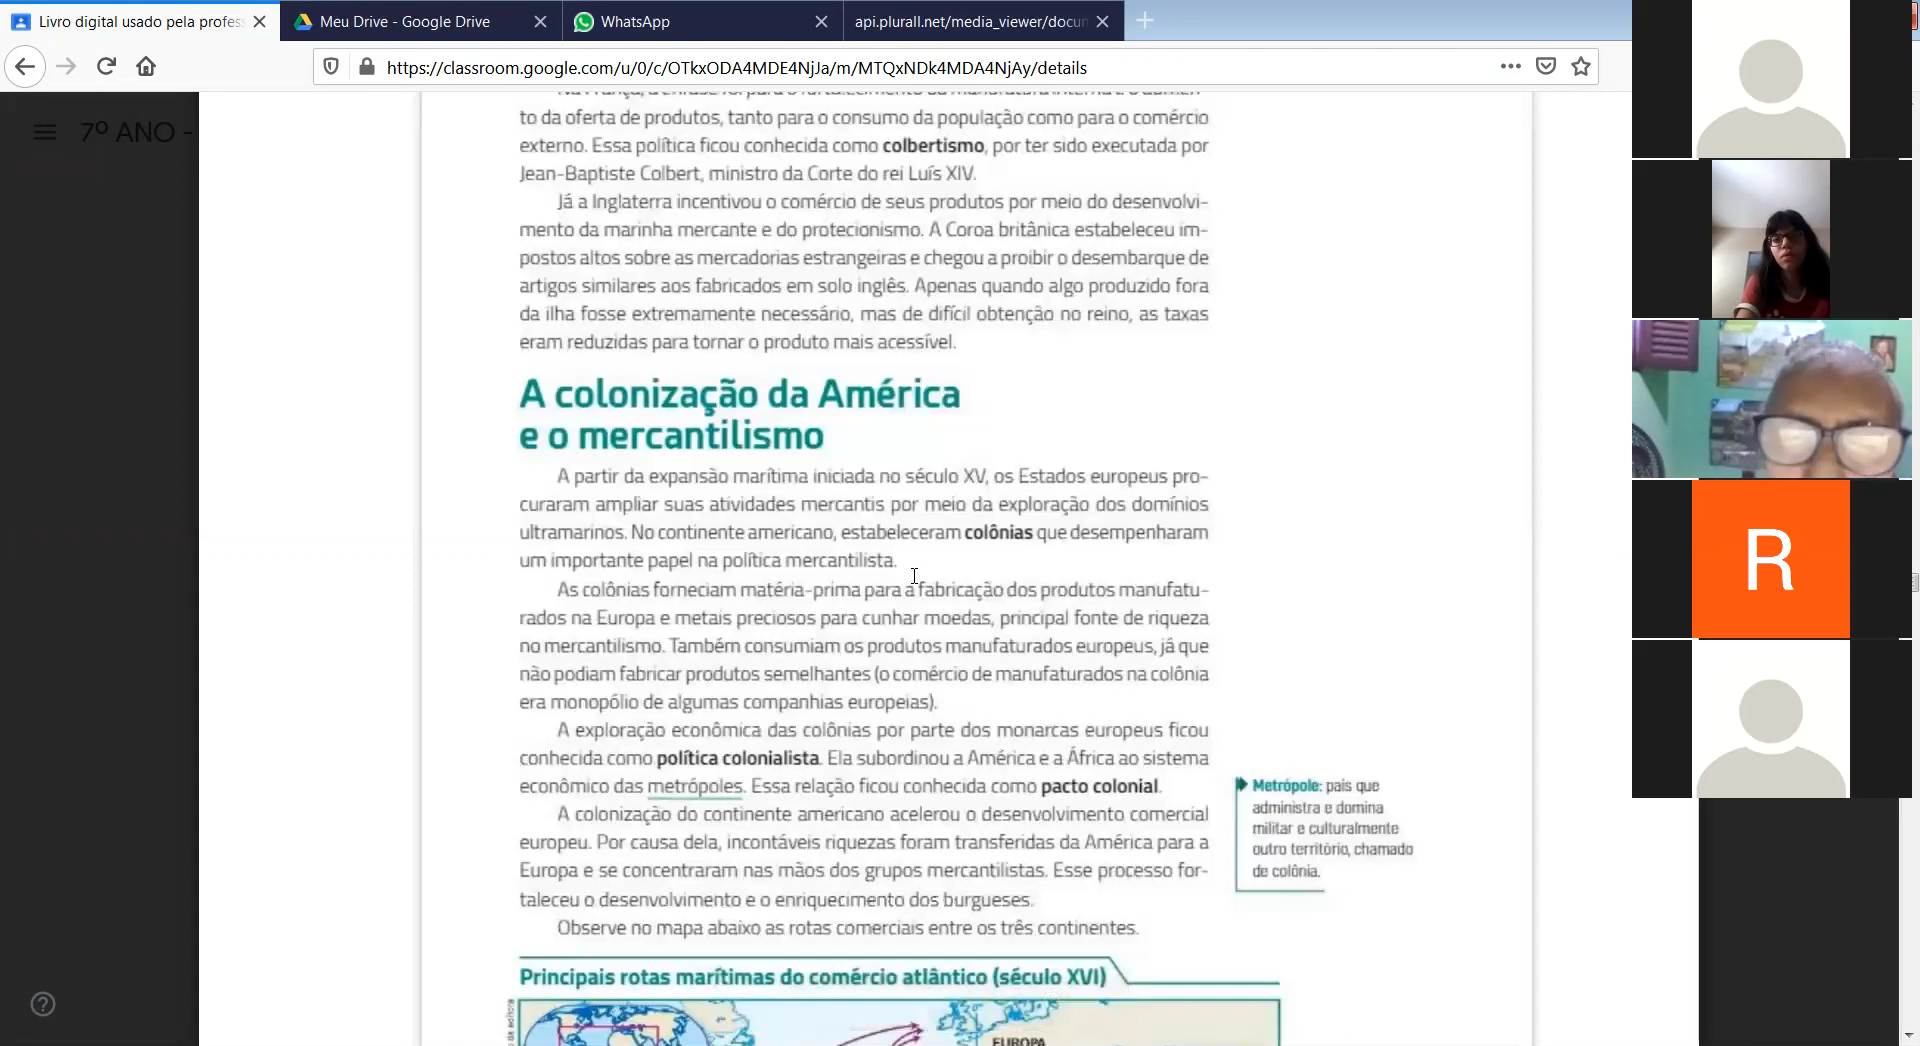 Livro digital usado pela profess
Meu Drive - Google Drive
WhatsApp
api.plurall.net/media_viewer/docu
https://classroom.google.com/u/0/c/OTkxODA4MDE4NjJa/m/MTQxNDk4MDA4NjAy/details
7º ANO -
to da oferta de produtos, tanto para o consumo da população como para o comércio
externo. Essa política ficou conhecida como colbertismo, por ter sido executada por
Jean-Baptiste Colbert, ministro da Corte do rei Luís XIV.
Já a Inglaterra incentivou o comércio de seus produtos por meio do desenvolvi-
mento da marinha mercante e do protecionismo. A Coroa britânica estabeleceu im-
postos altos sobre as mercadorias estrangeiras e chegou a proibir o desembarque de
artigos similares aos fabricados em solo inglês. Apenas quando algo produzido fora
da ilha fosse extremamente necessário, mas de difícil obtenção no reino, as taxas
eram reduzidas para tornar o produto mais acessível.
A colonização da América
e o mercantilismo
A partir da expansão marítima iniciada no século XV, os Estados europeus pro-
curaram ampliar suas atividades mercantis por meio da exploração dos domínios
ultramarinos. No continente americano, estabeleceram colônias que desempenharam
um importante papel na política mercantilista.
As colônias forneciam matéria-prima para a fabricação dos produtos manufatu-
rados na Europa e metais preciosos para cunhar moedas, principal fonte de riqueza
no mercantilismo. Também consumiam os produtos manufaturados europeus, já que
não podiam fabricar produtos semelhantes (o comércio de manufaturados na colônia
era monopólio de algumas companhias europeias).
A exploração econômica das colônias por parte dos monarcas europeus ficou
conhecida como política colonialista. Ela subordinou a América e a África ao sistema
econômico das metrópoles. Essa relação ficou conhecida como pacto colonial.
A colonização do continente americano acelerou o desenvolvimento comercial
europeu. Por causa dela, incontáveis riquezas foram transferidas da América para a
Europa e se concentraram nas mãos dos grupos mercantilistas. Esse processo for-
taleceu o desenvolvimento e o enriquecimento dos burgueses.
Observe no mapa abaixo as rotas comerciais entre os três continentes.
Metrópole: país que
administra e domina
militar e culturalmente
outro território, chamado
de colônia.
Principais rotas marítimas do comércio atlântico (século XVI)
EUROPA
R